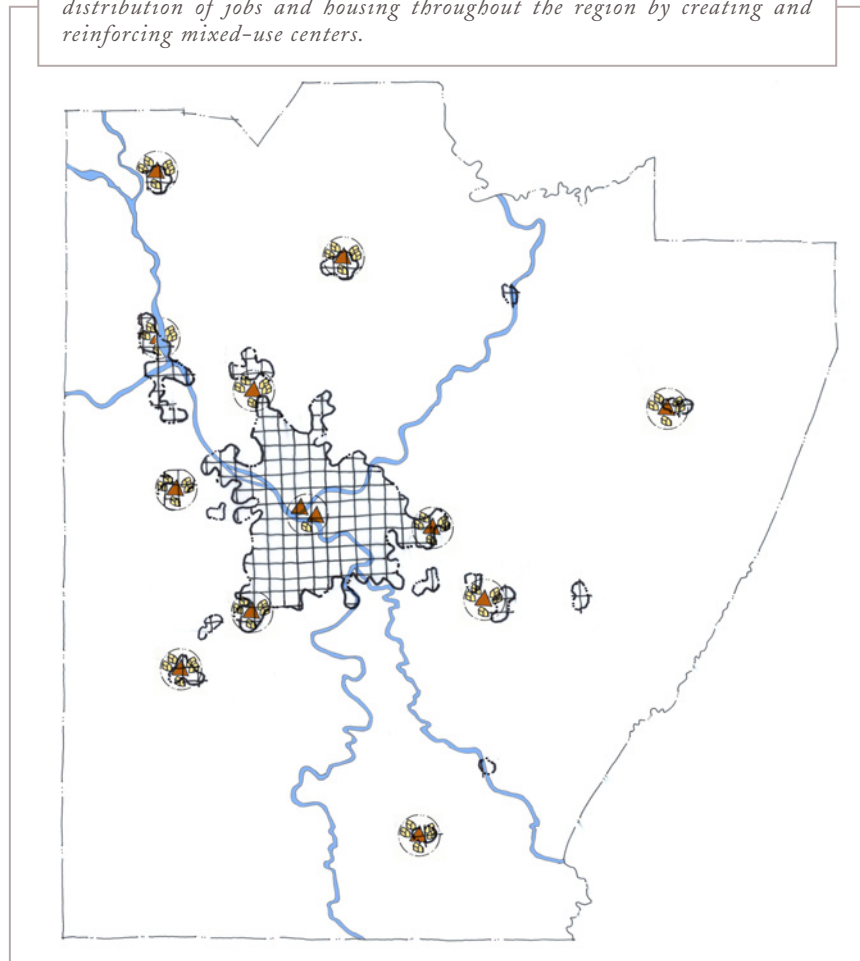 distribution of jobs and housing throughout the region by creating and
reinforcing mixed-use centers.